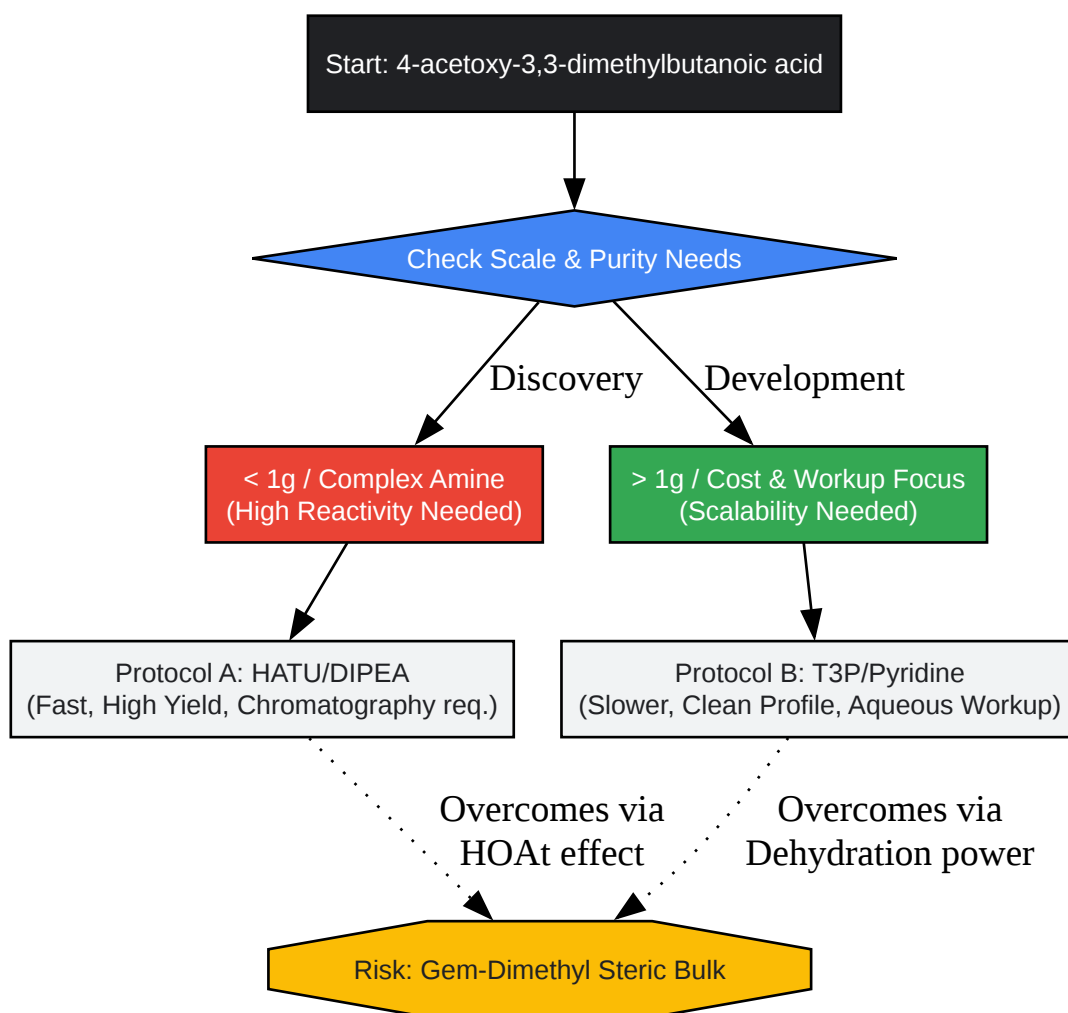 Start: 4-acetoxy-3,3-dimethylbutanoic acid
Check Scale & Purity Needs
Discovery
Development
< 1g / Complex Amine
(High Reactivity Needed)
> 1g / Cost & Workup Focus
(Scalability Needed)
Protocol A: HATU/DIPEA
(Fast, High Yield, Chromatography req.)
Protocol B: T3P/Pyridine
(Slower, Clean Profile, Aqueous Workup)
Overcomes via
HOAt effect
Overcomes via
Dehydration power
Risk: Gem-Dimethyl Steric Bulk